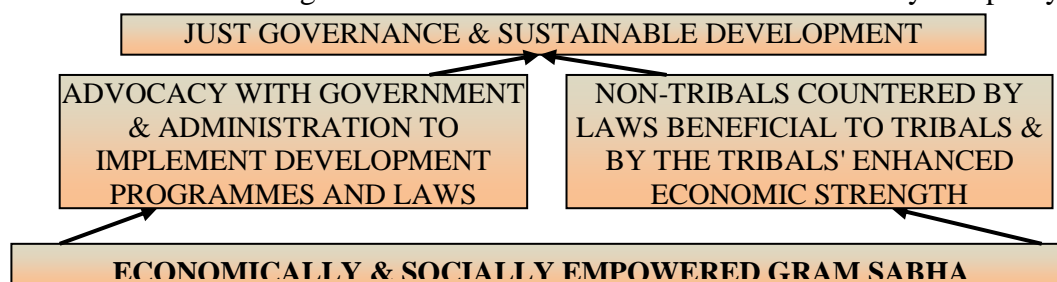 JUST GOVERNANCE & SUSTAINABLE DEVELOPMENT
ADVOCACY WITH GOVERNMENT
& ADMINISTRATION TO
IMPLEMENT DEVELOPMENT
PROGRAMMES AND LAWS
NON-TRIBALS COUNTERED BY
LAWS BENEFICIAL TO TRIBALS &
BY THE TRIBALS' ENHANCED
ECONOMIC STRENGTH
ECONOMICALLY & SOCIALLY EMPOWERED GRAM SABHA